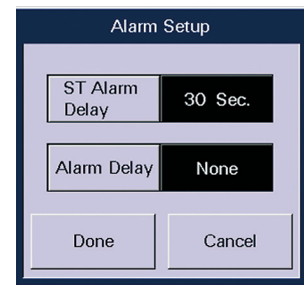 Alarm Setup
ST Alarm
Delay
30 Sec.
Alarm Delay
None
Done
Cancel